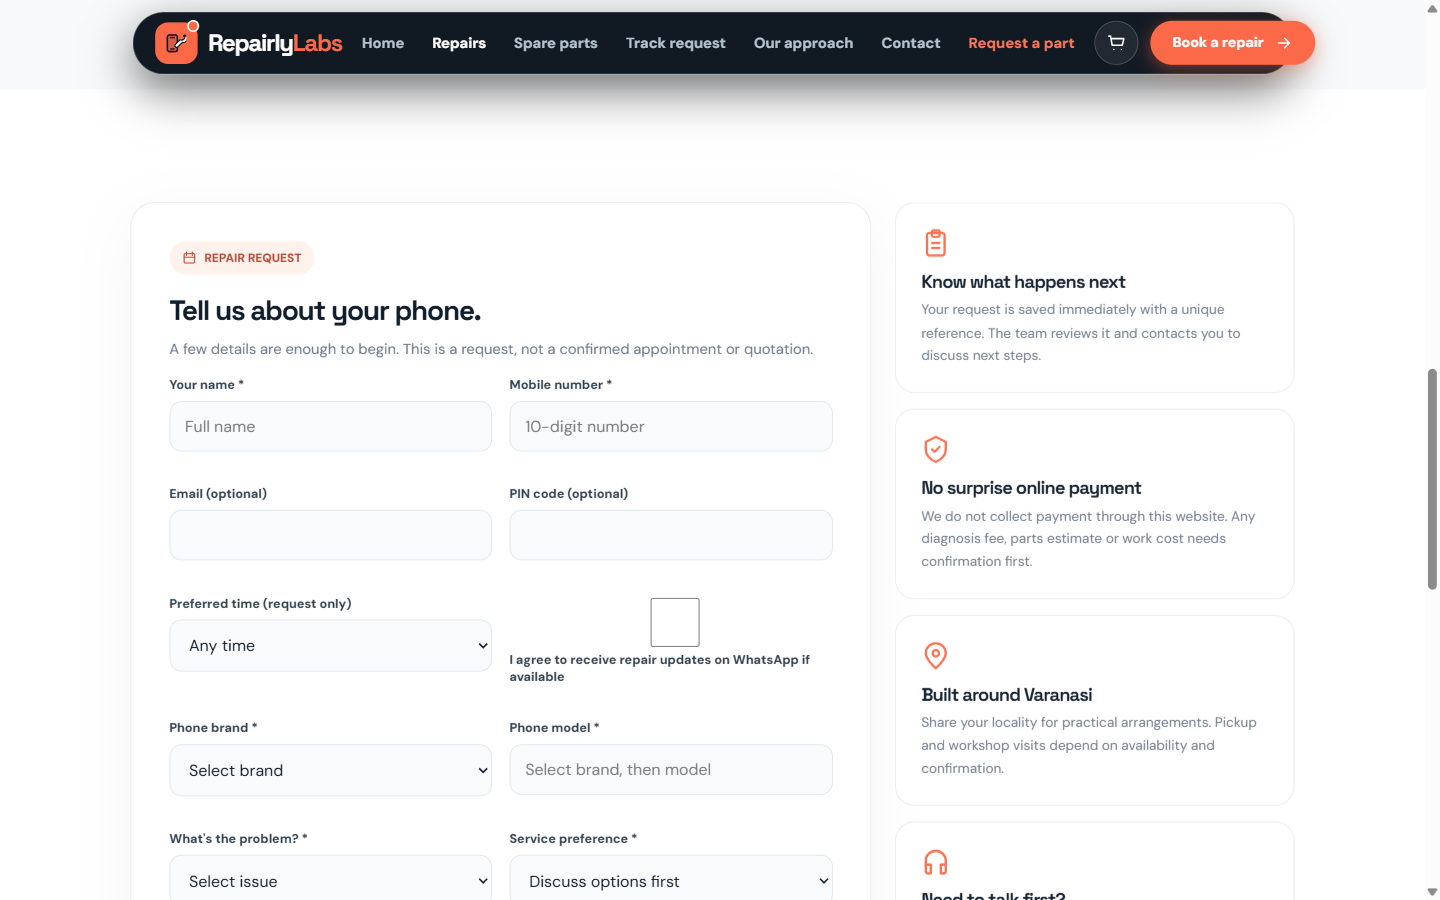 RepairlyLabs
Home
Repairs
Spare parts
Track request
Our approach
Contact
Request a part
Book a repair
REPAIR REQUEST
Tell us about your phone.
A few details are enough to begin. This is a request, not a confirmed appointment or quotation.
Your name *
Full name
Mobile number *
10-digit number
Email (optional)
PIN code (optional)
Preferred time (request only)
Any time
I agree to receive repair updates on WhatsApp if
available
Phone brand *
Select brand
Phone model *
Select brand, then model
What's the problem? *
Select issue
Service preference *
Discuss options first
Know what happens next
Your request is saved immediately with a unique
reference. The team reviews it and contacts you to
discuss next steps.
No surprise online payment
We do not collect payment through this website. Any
diagnosis fee, parts estimate or work cost needs
confirmation first.
Built around Varanasi
Share your locality for practical arrangements. Pickup
and workshop visits depend on availability and
confirmation.
Need to talk first?